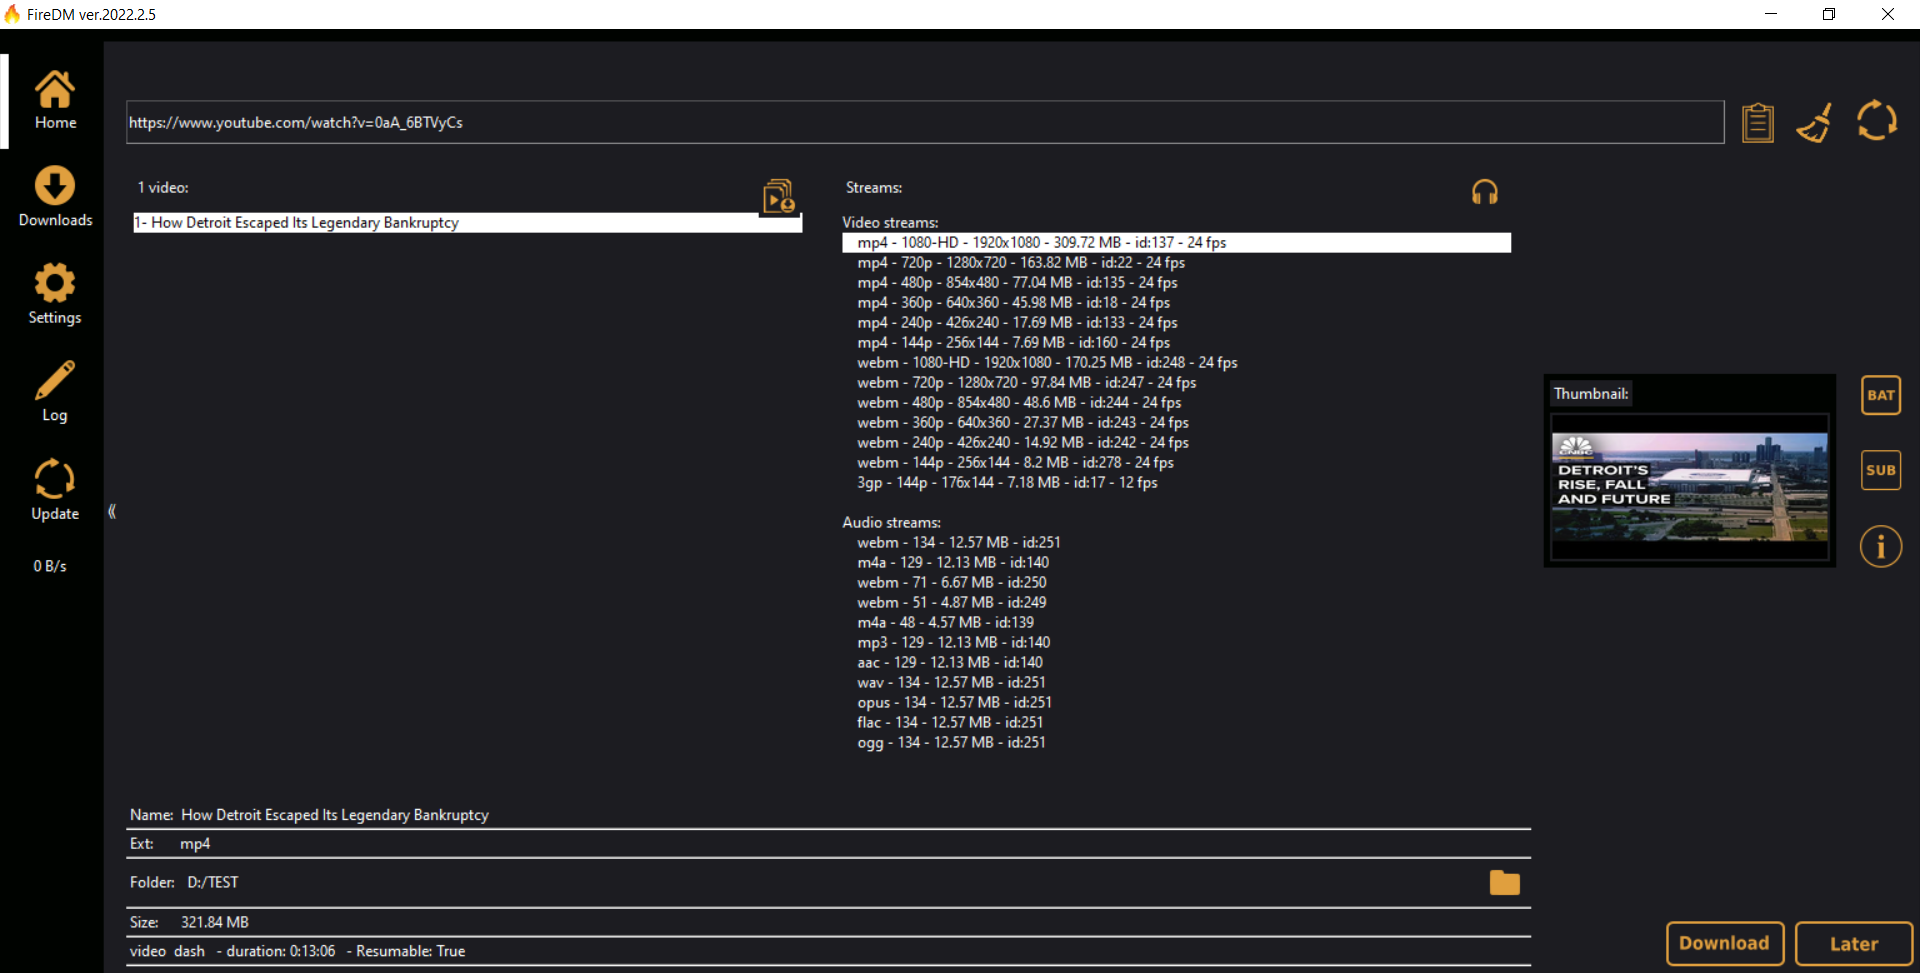 FireDM ver.2022.2.5
Home
Downloads
Settings
Log
Update
0 B/s
https://www.youtube.com/watch?v=0aA_6BTVyCs
1 video:
1- How Detroit Escaped Its Legendary Bankruptcy
Streams:
Video streams:
mp4 - 1080-HD - 1920x1080 - 309.72 MB - id:137 - 24 fps
mp4 - 720p - 1280x720 - 163.82 MB - id:22 - 24 fps
mp4 - 480p - 854x480 - 77.04 MB - id:135 - 24 fps
mp4 - 360p - 640x360 - 45.98 MB - id:18 - 24 fps
mp4 - 240p - 426x240 - 17.69 MB - id:133 - 24 fps
mp4 - 144p - 256x144 - 7.69 MB - id:160 - 24 fps
webm - 1080-HD - 1920x1080 - 170.25 MB - id:248 - 24 fps
webm - 720p - 1280x720 - 97.84 MB - id:247 - 24 fps
webm - 480p - 854x480 - 48.6 MB - id:244 - 24 fps
webm - 360p - 640x360 - 27.37 MB - id:243 - 24 fps
webm - 240p - 426x240 - 14.92 MB - id:242 - 24 fps
webm - 144p - 256x144 - 8.2 MB - id:278 - 24 fps
3gp - 144p - 176x144 - 7.18 MB - id:17 - 12 fps
Audio streams:
webm - 134 - 12.57 MB - id:251
m4a - 129 - 12.13 MB - id:140
webm - 71 - 6.67 MB - id:250
webm - 51 - 4.87 MB - id:249
m4a - 48 - 4.57 MB - id:139
mp3 - 129 - 12.13 MB - id:140
aac - 129 - 12.13 MB - id:140
wav - 134 - 12.57 MB - id:251
opus - 134 - 12.57 MB - id:251
flac - 134 - 12.57 MB - id:251
ogg - 134 - 12.57 MB - id:251
Thumbnail:
CNBC
DETROIT'S
RISE, FALL
AND FUTURE
BAT
SUB
i
Name: How Detroit Escaped Its Legendary Bankruptcy
Ext: mp4
Folder: D:/TEST
Size: 321.84 MB
video dash - duration: 0:13:06 - Resumable: True
Download
Later